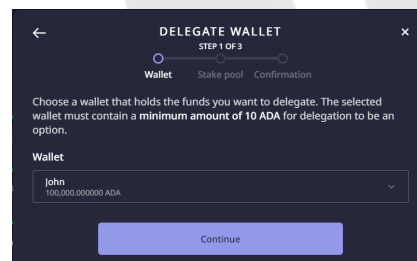 DELEGATE WALLET
STEP 1 OF 3
Wallet Stake pool Confirmation
Choose a wallet that holds the funds you want to delegate. The selected
wallet must contain a minimum amount of 10 ADA for delegation to be an
option.
Wallet
John
100,000.000000 ADA
Continue